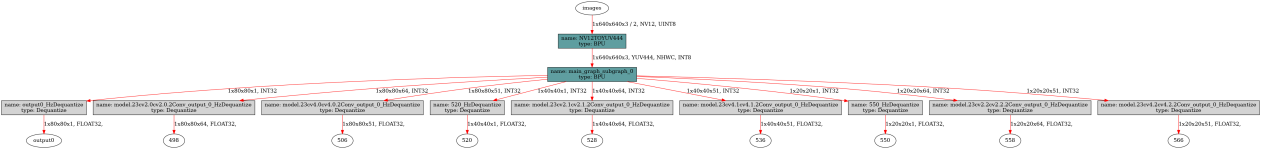 images
1x640x640x3 / 2, NV12, UINT8
name: NV12TOYUV444
type: BPU
1x640x640x3, YUV444, NHWC, INT8
name: main_graph_subgraph_0
type: BPU
1x80x80x1, INT32
1x80x80x64, INT32
1x80x80x51, INT32
1x40x40x1, INT32
1x40x40x64, INT32
1x40x40x51, INT32
1x20x20x1, INT32
1x20x20x64, INT32
1x20x20x51, INT32
name: output0_HzDequantize
type: Dequantize
name: model.23cv2.0cv2.0.2Conv_output_0_HzDequantize
type: Dequantize
name: model.23cv4.0cv4.0.2Conv_output_0_HzDequantize
type: Dequantize
name: 520_HzDequantize
type: Dequantize
name: model.23cv2.1cv2.1.2Conv_output_0_HzDequantize
type: Dequantize
name: model.23cv4.1cv4.1.2Conv_output_0_HzDequantize
type: Dequantize
name: 550_HzDequantize
type: Dequantize
name: model.23cv2.2cv2.2.2Conv_output_0_HzDequantize
type: Dequantize
name: model.23cv4.2cv4.2.2Conv_output_0_HzDequantize
type: Dequantize
1x80x80x1, FLOAT32,
1x80x80x64, FLOAT32,
1x80x80x51, FLOAT32,
1x40x40x1, FLOAT32,
1x40x40x64, FLOAT32,
1x40x40x51, FLOAT32,
1x20x20x1, FLOAT32,
1x20x20x64, FLOAT32,
1x20x20x51, FLOAT32,
output0
498
506
520
528
536
550
558
566